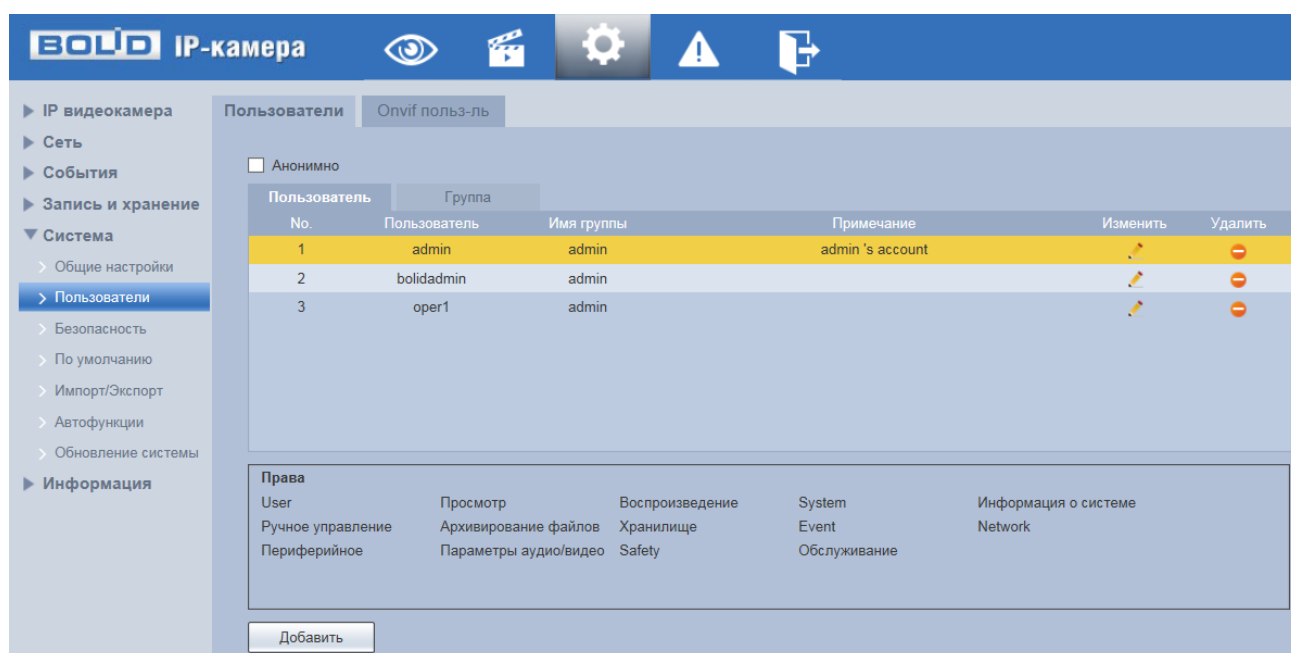 BOLID IP-камера
IP видеокамера
Сеть
События
Запись и хранение
Система
Общие настройки
Пользователи
Безопасность
По умолчанию
Импорт/Экспорт
Автофункции
Обновление системы
Информация
Пользователи Onvif польз-ль
Анонимно
Пользователь Группа
No. Пользователь Имя группы Примечание Изменить Удалить
1 admin admin admin 's account
2 bolidadmin admin
3 oper1 admin
Права
User Просмотр Воспроизведение System Информация о системе
Ручное управление Архивирование файлов Хранилище Event Network
Периферийное Параметры аудио/видео Safety Обслуживание
Добавить